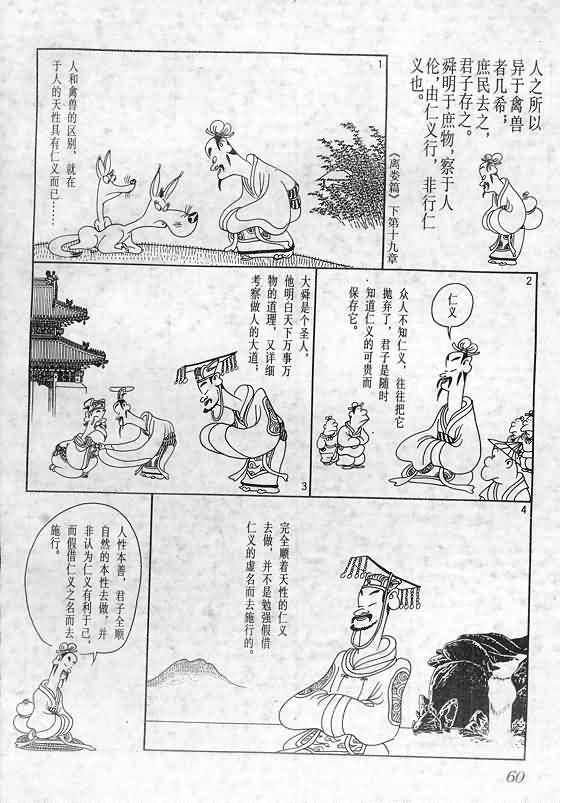 人之所以
异于禽兽
者几希；
庶民去之，
君子存之。
舜明于庶物，察于人
伦，由仁义行，非行仁
义也。
《离娄篇》下第十九章
1
人和禽兽的区别，就在
于人的天性具有仁义而已……
2
仁义
众人不知仁义，往往把它
抛弃了，君子是随时
知道仁义的可贵而
保存它。
大舜是个圣人。
他明白天下万事万
物的道理，又详细
考察做人的大道，
3
4
完全顺着天性的仁义
去做，并不是勉强假借
仁义的虚名而去施行的。
人性本善，君子全顺
自然的本性去做，并
非认为仁义有利于己，
而假借仁义之名而去
施行。
60